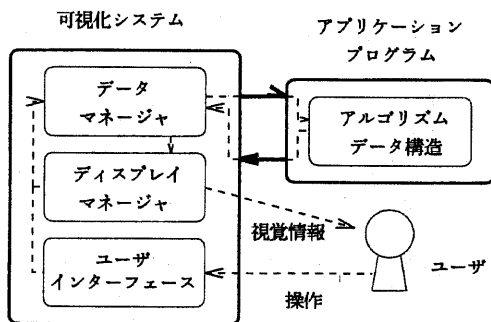 可視化システム
アプリケーション
プログラム
データ
マネージャ
アルゴリズム
データ構造
ディスプレイ
マネージャ
視覚情報
ユーザ
インターフェース
ユーザ
操作